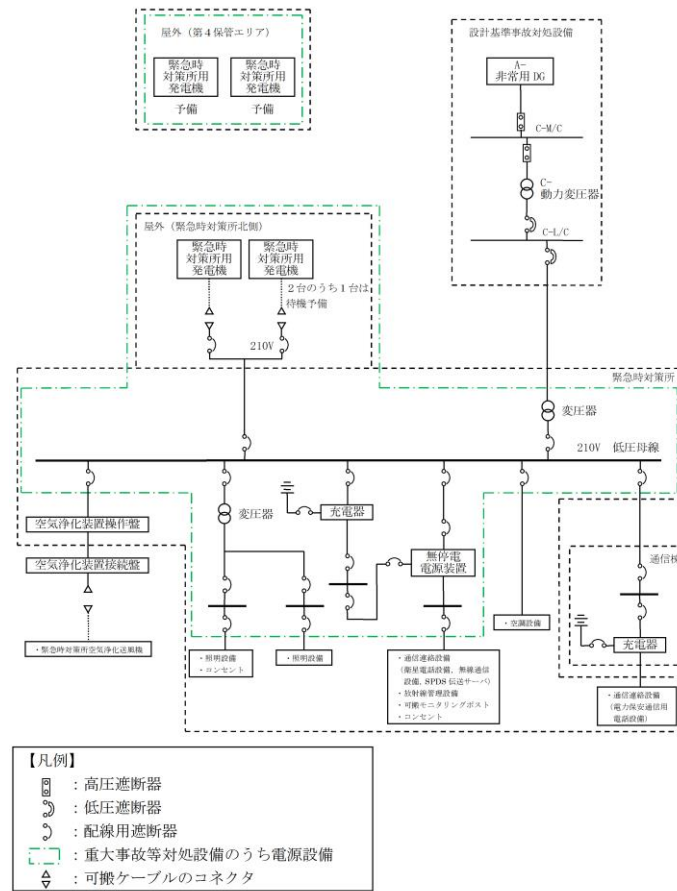 屋外（第４保管エリア）
緊急時
対策所用
発電機
予備
緊急時
対策所用
発電機
予備
設計基準事故対処設備
A-
非常用 DG
C-M/C
C-
動力変圧器
C-L/C
屋外（緊急時対策所北側）
緊急時
対策所用
発電機
緊急時
対策所用
発電機
２台のうち１台は
待機予備
210V
緊急時対策所
変圧器
210V 低圧母線
空気浄化装置操作盤
空気浄化装置接続盤
・緊急時対策所空気浄化送風機
変圧器
・照明設備
・コンセント
・照明設備
充電器
無停電
電源装置
・通信連絡設備
（衛星電話設備、無線通信
設備、SPDS 伝送サーバ）
・放射線管理設備
・可搬モニタリングポスト
・コンセント
・空調設備
通信棟
充電器
・通信連絡設備
（電力保安通信用
電話設備）
【凡例】
：高圧遮断器
：低圧遮断器
：配線用遮断器
：重大事故等対処設備のうち電源設備
：可搬ケーブルのコネクタ